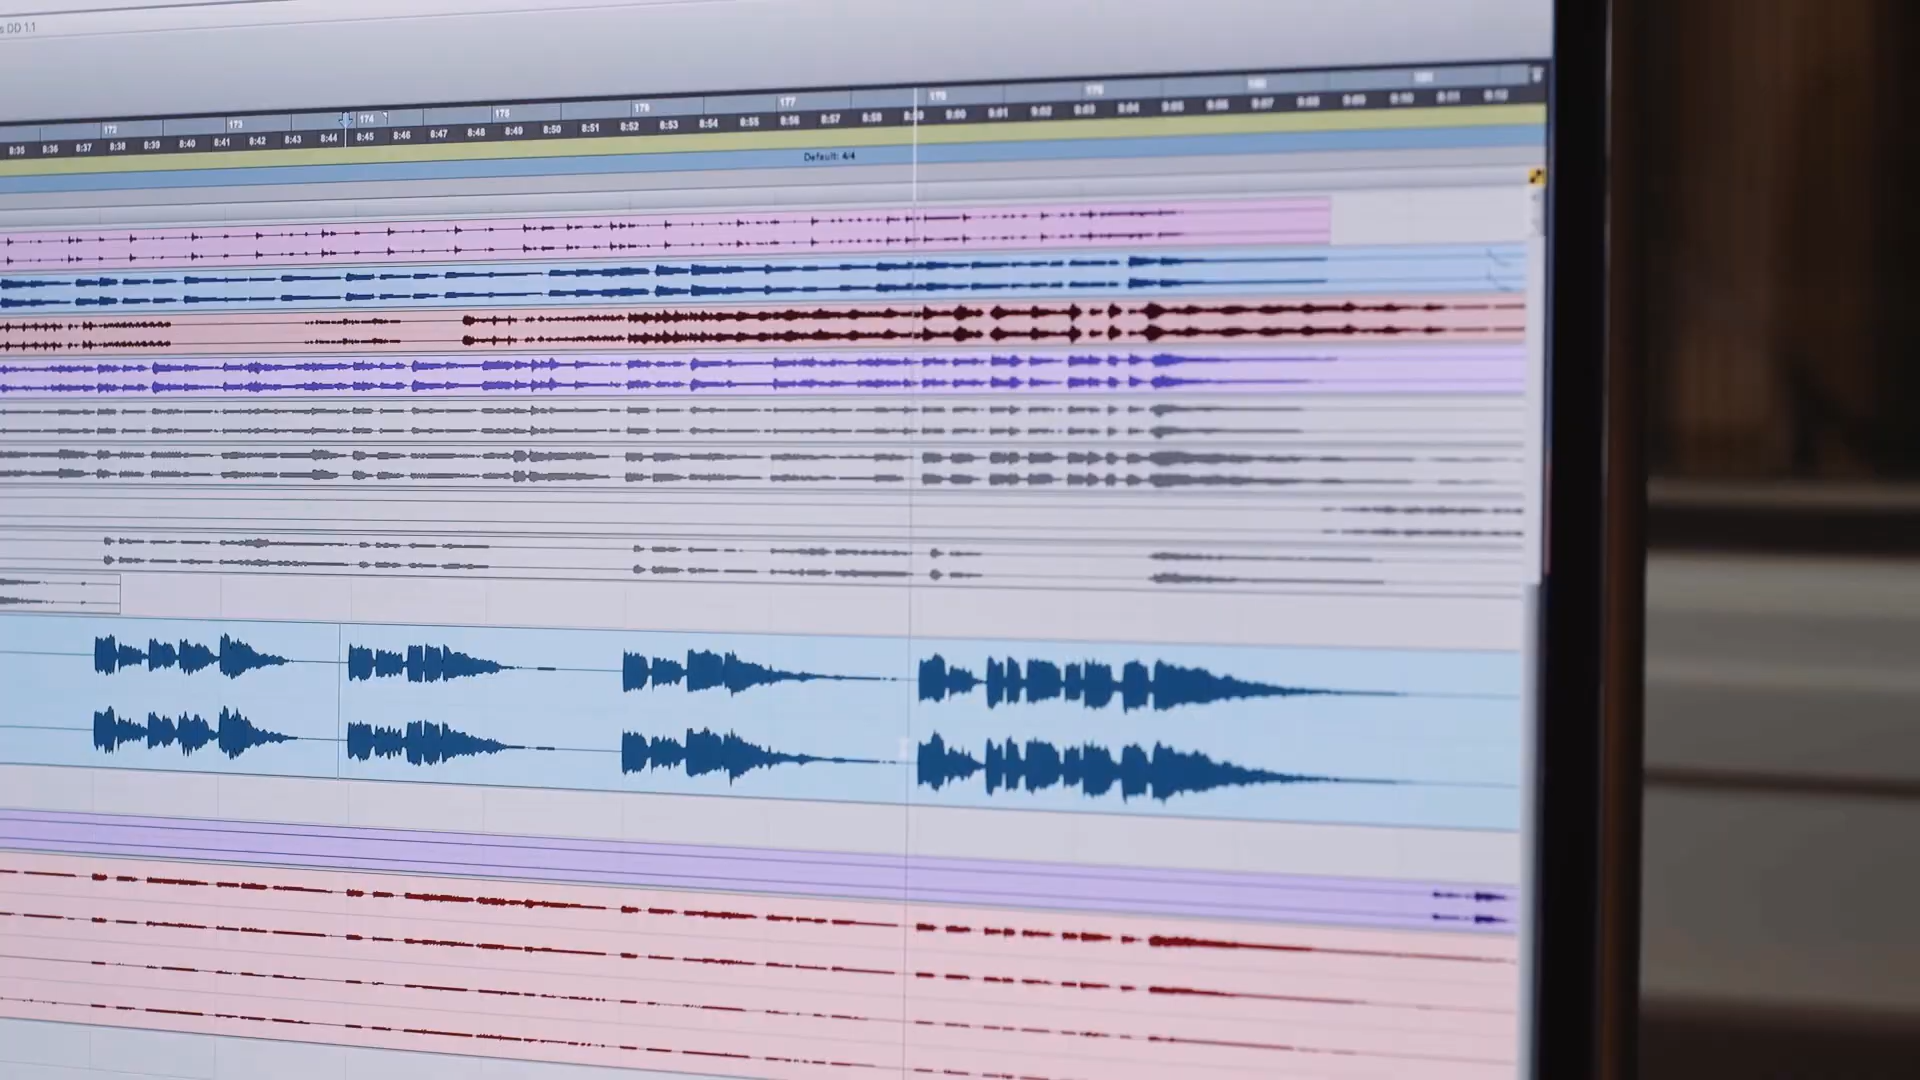 s DD 1.1
172 173 174 175 176 177 178 179
8:35 8:36 8:37 8:38 8:39 8:40 8:41 8:42 8:43 8:44 8:45 8:46 8:47 8:48 8:49 8:50 8:51 8:52 8:53 8:54 8:55 8:56 8:57 8:58 8:59 9:00 9:01 9:02 9:03 9:04 9:05 9:06 9:07 9:08 9:09 9:10 9:11 9:12
Default: 4/4